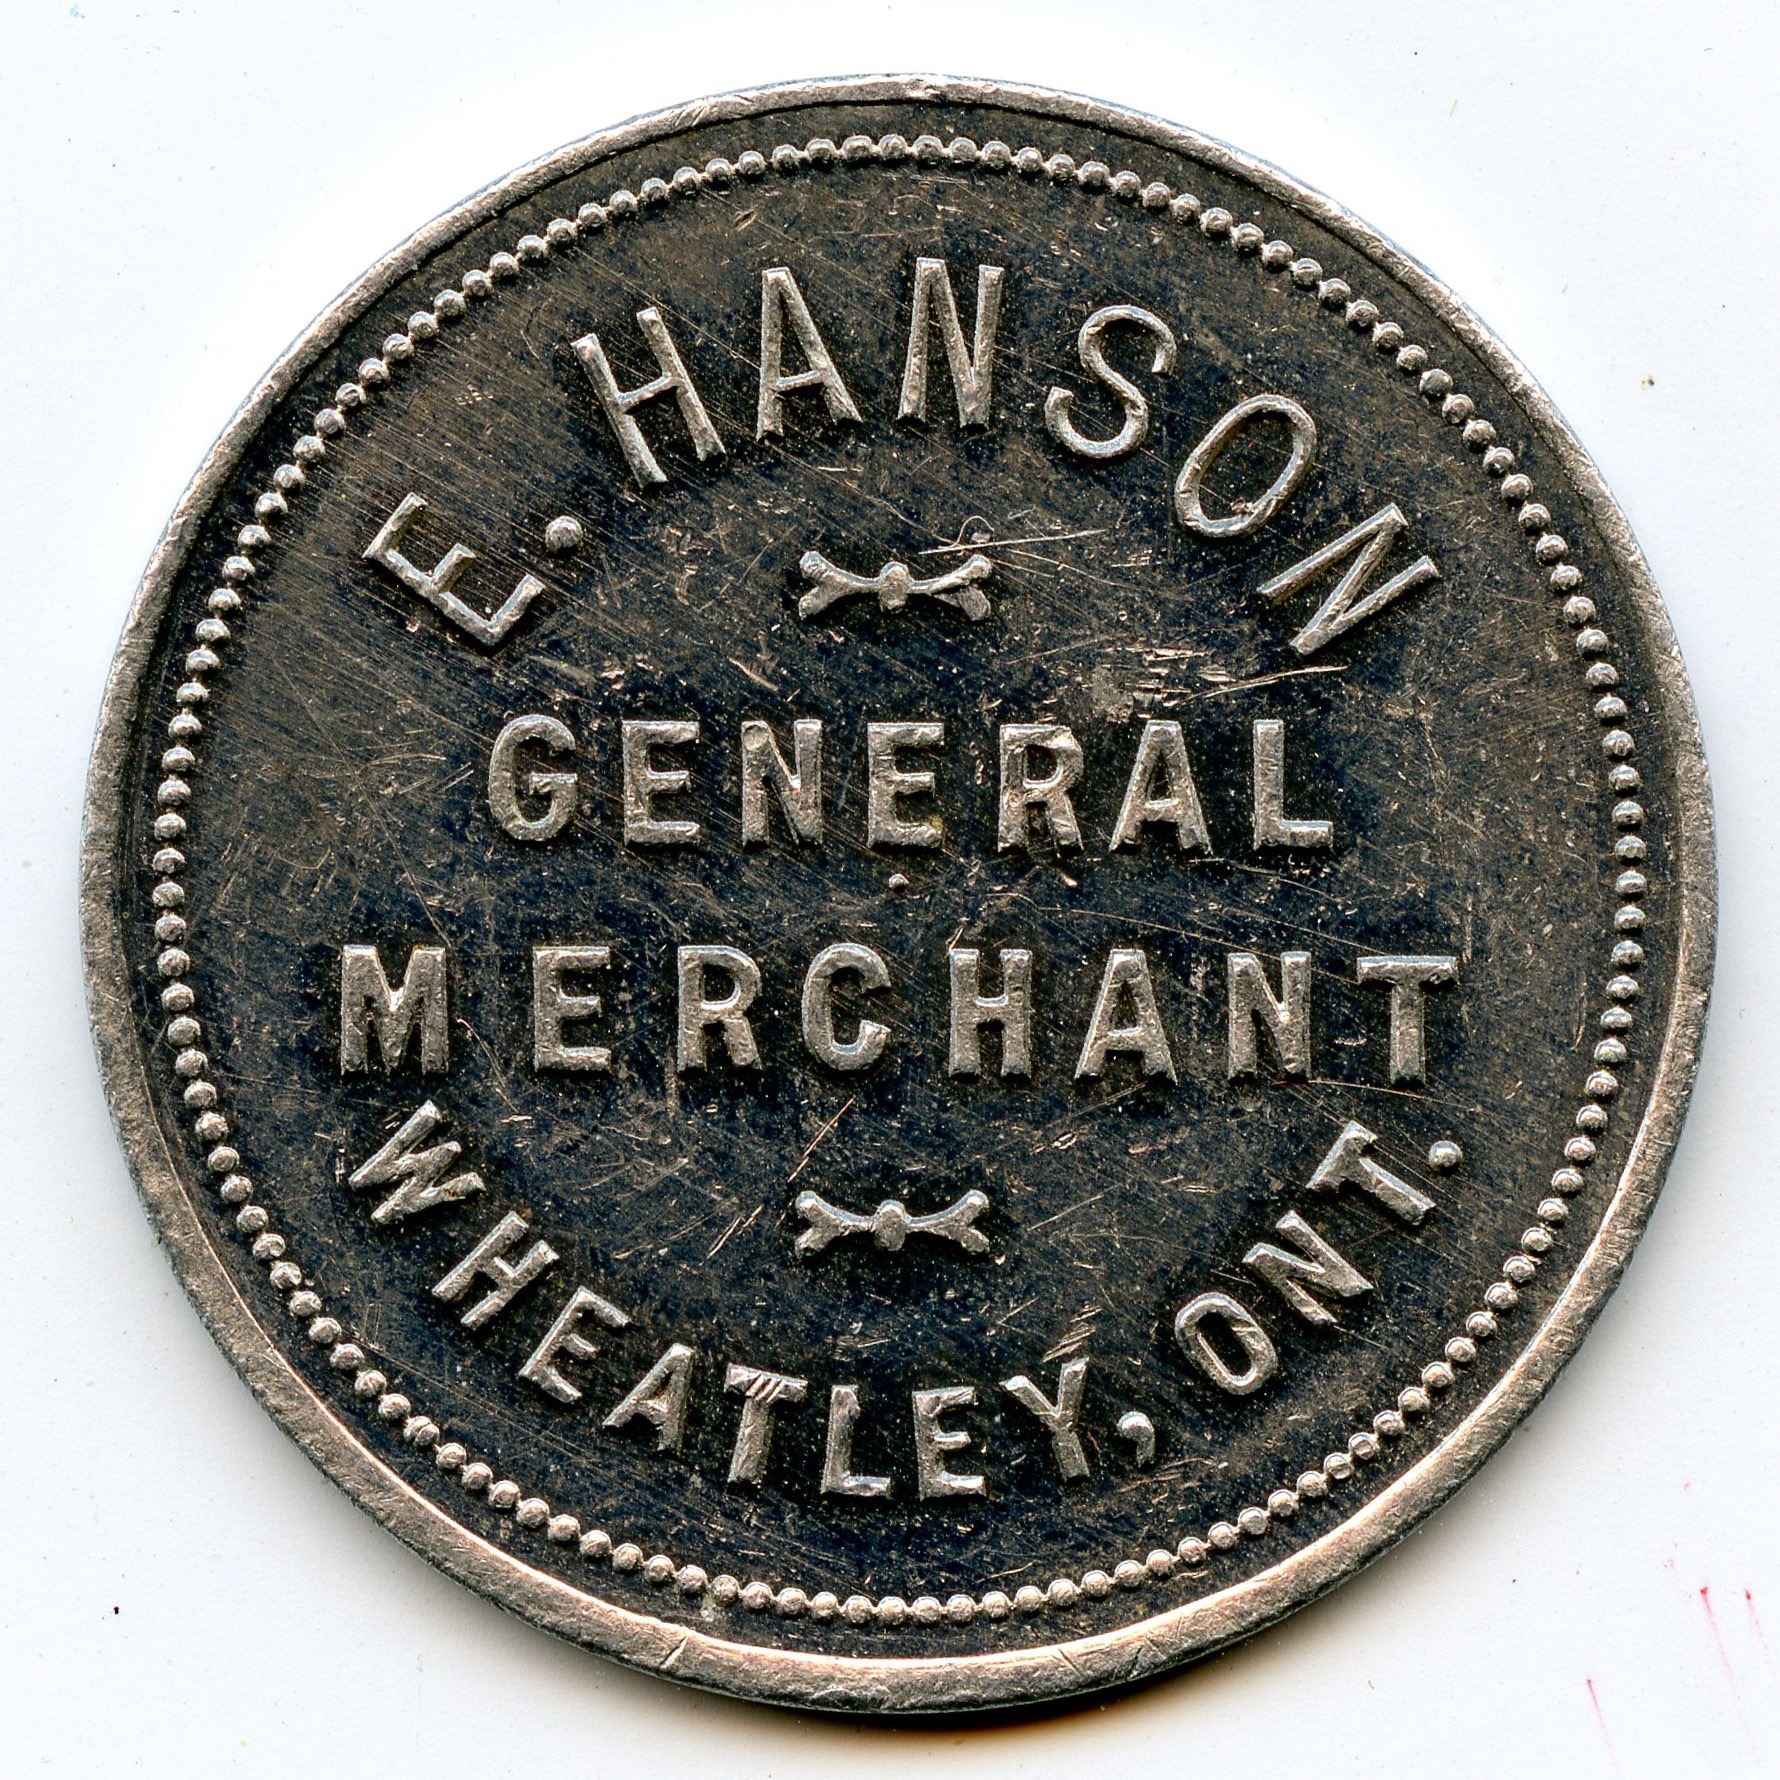 E. HANSON
GENERAL
MERCHANT
WHEATLEY, ONT.